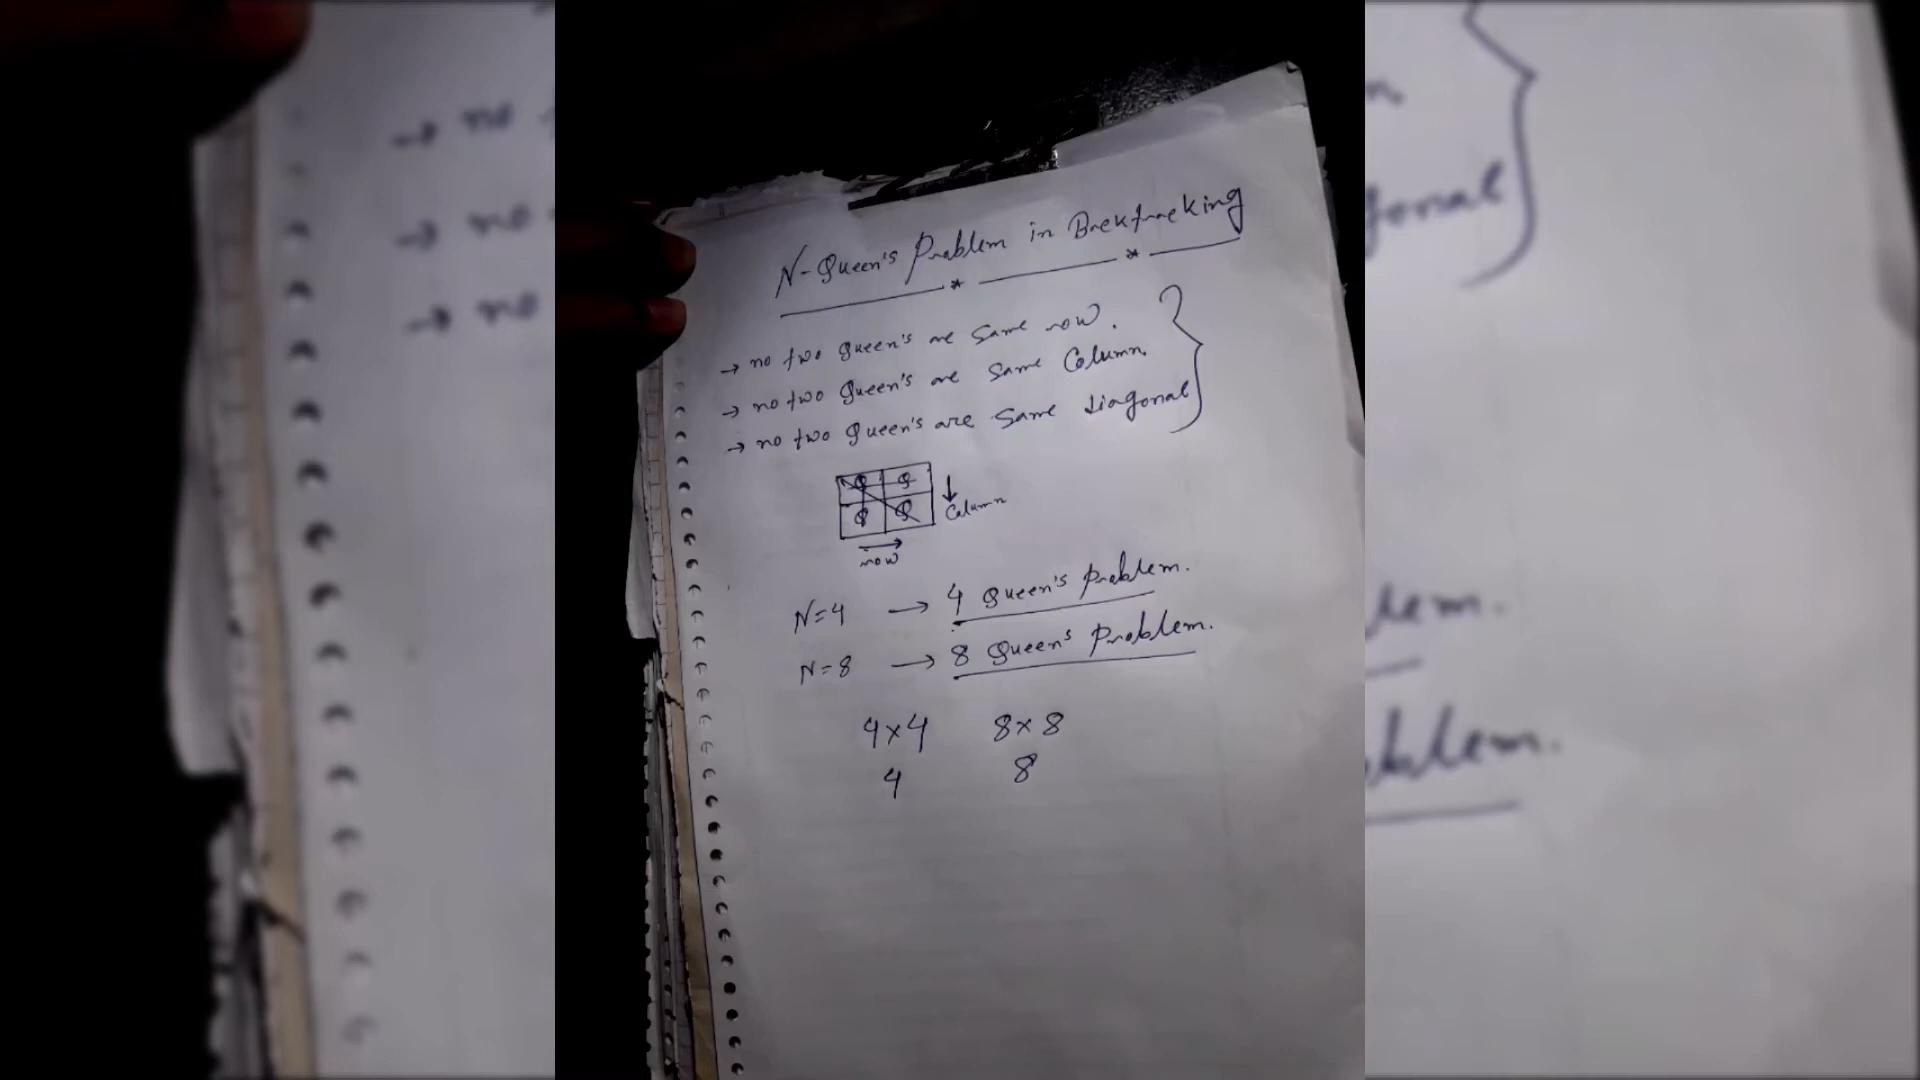 N-Queen's Problem in Backtracking
→ no two Queen's are same row.
→ no two Queen's are same Column.
→ no two Queen's are same diagonal
Q Q
Q Q
↓ Column
→ row
N=4 → 4 Queen's problem.
N=8 → 8 Queen's Problem.
4×4 8×8
4 8